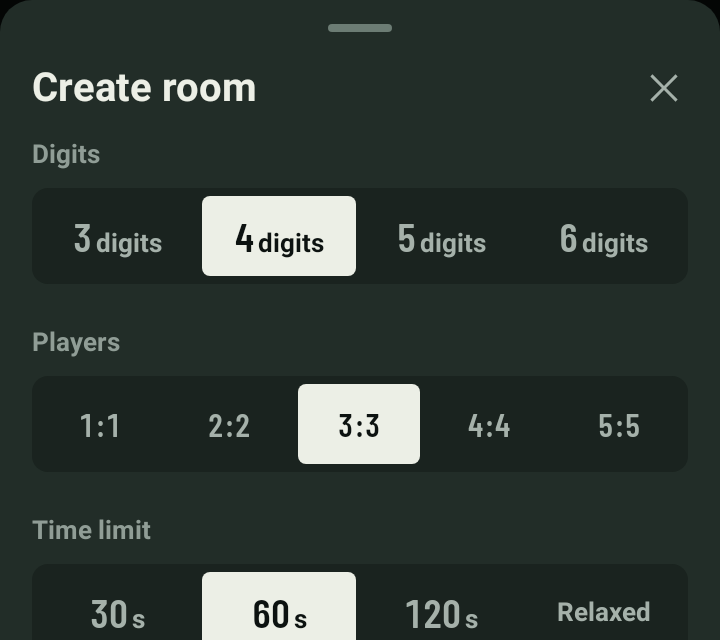 Create room
Digits
3 digits 4 digits 5 digits 6 digits
Players
1:1 2:2 3:3 4:4 5:5
Time limit
30 s 60 s 120 s Relaxed